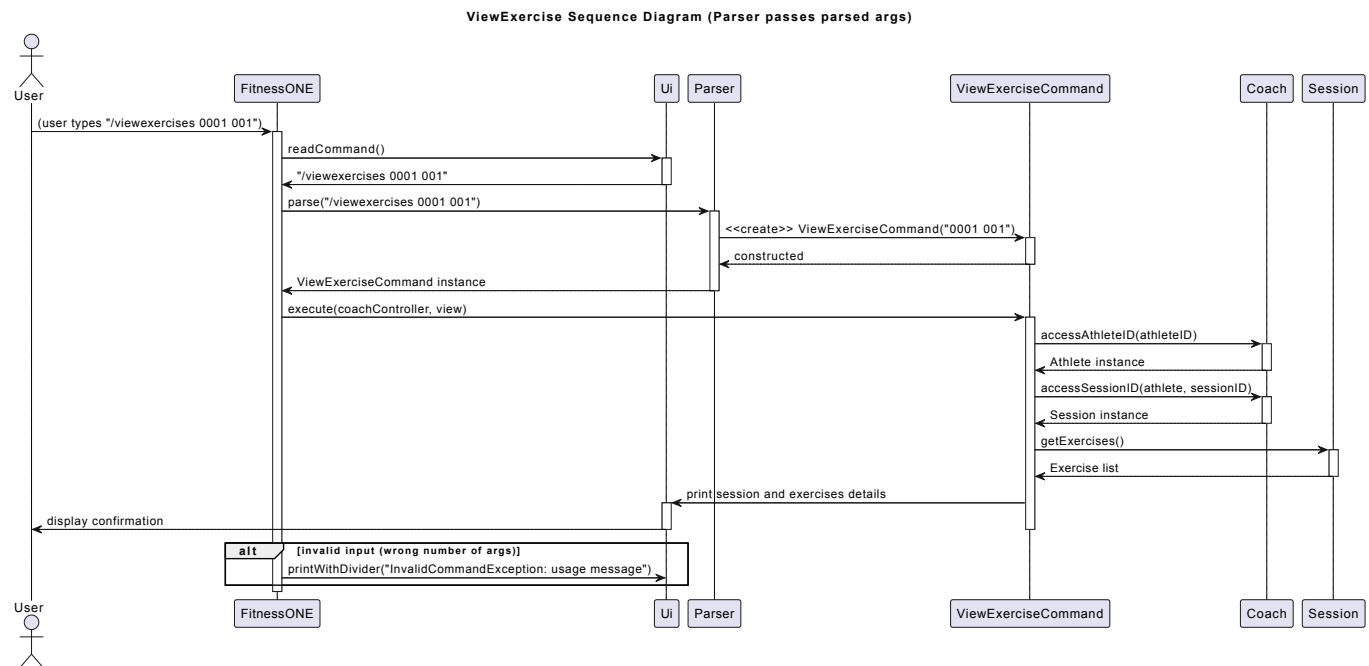 ViewExercise Sequence Diagram (Parser passes parsed args)
User
FitnessONE
Ui
Parser
ViewExerciseCommand
Coach
Session
(user types "/viewexercises 0001 001")
readCommand()
"/viewexercises 0001 001"
parse("/viewexercises 0001 001")
<<create>> ViewExerciseCommand("0001 001")
constructed
ViewExerciseCommand instance
execute(coachController, view)
accessAthleteID(athleteID)
Athlete instance
accessSessionID(athlete, sessionID)
Session instance
getExercises()
Exercise list
print session and exercises details
display confirmation
alt [invalid input (wrong number of args)]
printWithDivider("InvalidCommandException: usage message")
User
FitnessONE
Ui
Parser
ViewExerciseCommand
Coach
Session